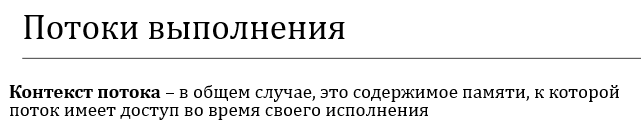 Потоки выполнения
Контекст потока – в общем случае, это содержимое памяти, к которой
поток имеет доступ во время своего исполнения